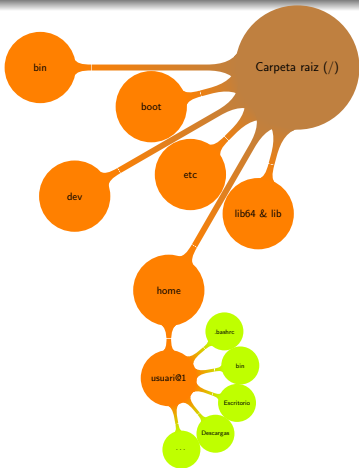 Carpeta raiz (/)
bin
boot
dev
etc
lib64 & lib
home
usuari@1
.bashrc
bin
Escritorio
Descargas
...